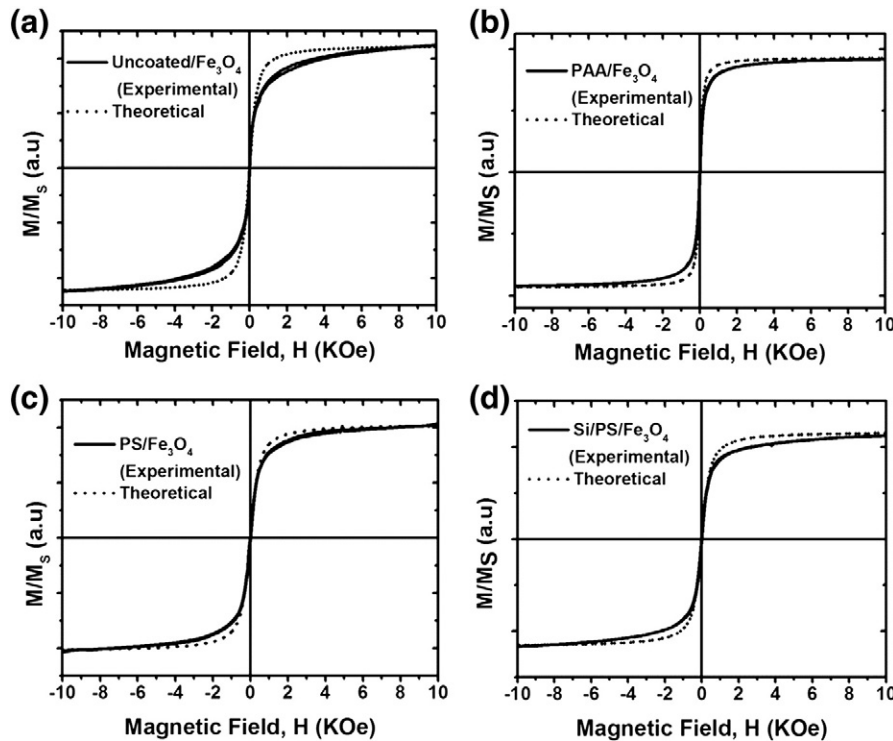 (a)
Uncoated/Fe₃O₄
(Experimental)
Theoretical
M/Mₛ (a.u)
-10 -8 -6 -4 -2 0 2 4 6 8 10
Magnetic Field, H (KOe)
(b)
PAA/Fe₃O₄
(Experimental)
Theoretical
M/MS (a.u)
-10 -8 -6 -4 -2 0 2 4 6 8 10
Magnetic Field, H (KOe)
(c)
PS/Fe₃O₄
(Experimental)
Theoretical
M/Mₛ (a.u)
-10 -8 -6 -4 -2 0 2 4 6 8 10
Magnetic Field, H (KOe)
(d)
Si/PS/Fe₃O₄
(Experimental)
Theoretical
M/MS (a.u)
-10 -8 -6 -4 -2 0 2 4 6 8 10
Magnetic Field, H (KOe)